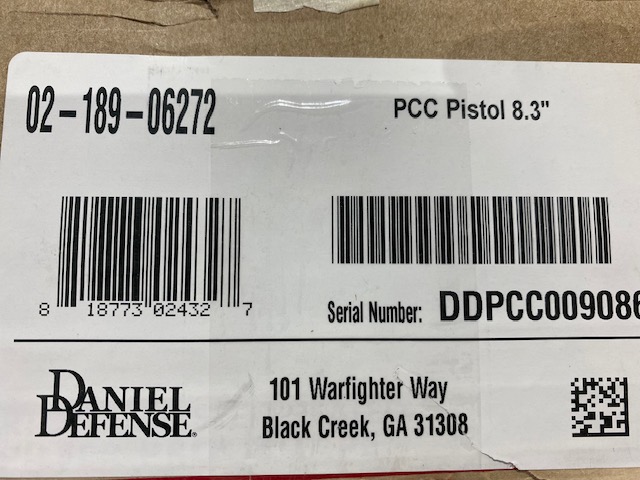 02-189-06272
PCC Pistol 8.3"
8 18773 02432 7
Serial Number: DDPCC009086
DANIEL
DEFENSE®
101 Warfighter Way
Black Creek, GA 31308